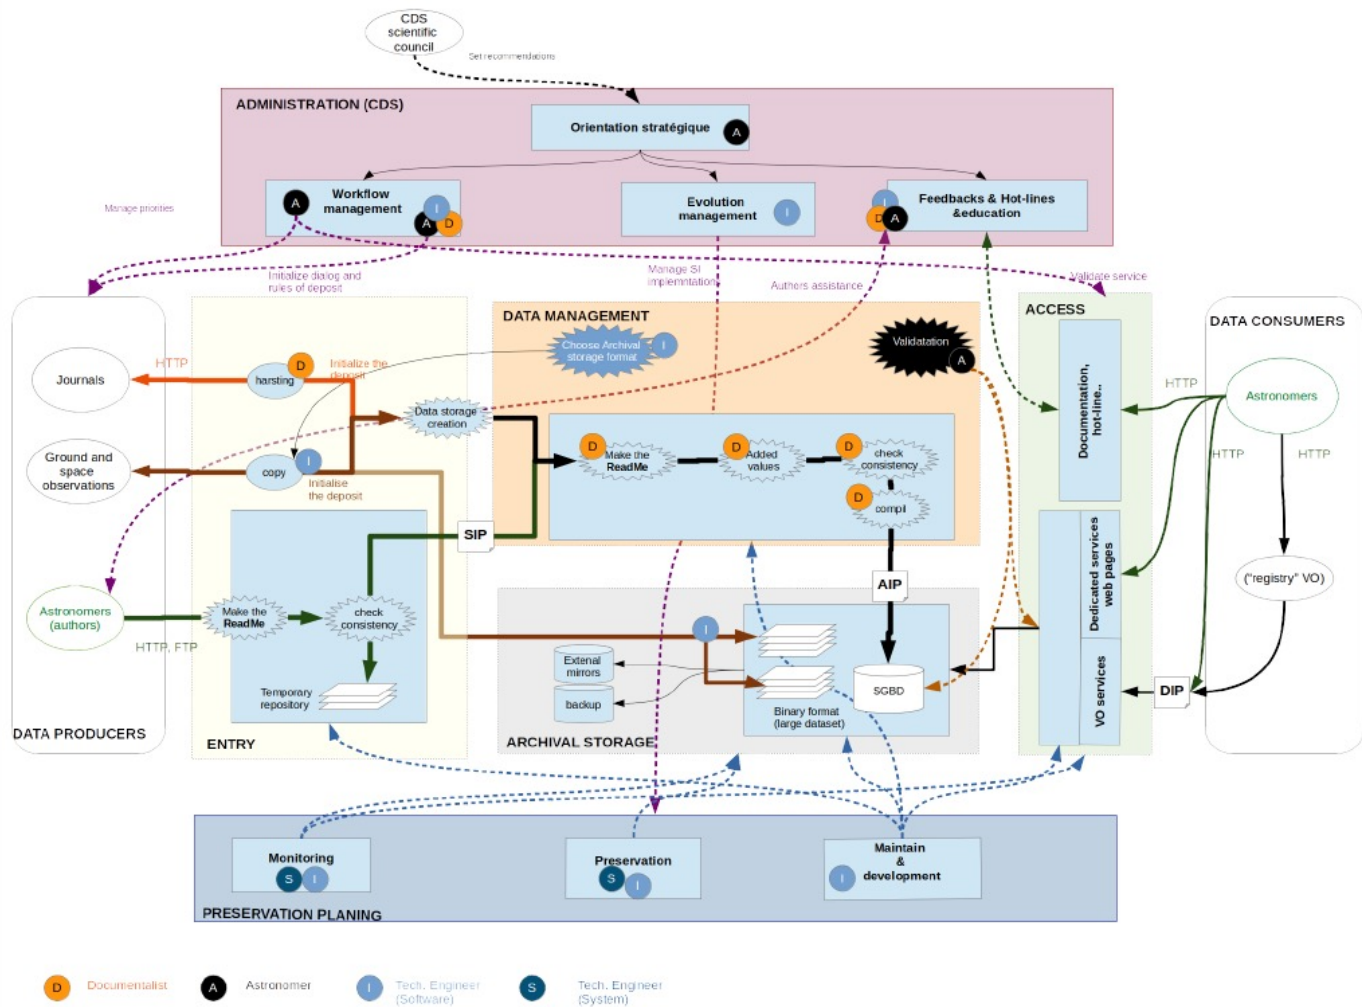 CDS
scientific
council
Set recommendations
ADMINISTRATION (CDS)
Orientation stratégique
A
Workflow
management
A
I
A
D
Evolution
management
I
Feedbacks & Hot-lines
&education
I
D
A
Manage priorities
Initialize dialog and
rules of deposit
Manage SI
implemntation
Authors assistance
Validate service
DATA PRODUCERS
Journals
Ground and
space
observations
Astronomers
(authors)
HTTP
HTTP, FTP
ENTRY
harsting
D
Initialize the
deposit
copy
I
Initialise
the deposit
Data storage
creation
Make the
ReadMe
check
consistency
Temporary
repository
SIP
DATA MANAGEMENT
Choose Archival
storage format
I
Validatation
A
D
Make the
ReadMe
D
Added
values
D
check
consistency
D
compil
AIP
ARCHIVAL STORAGE
Extenal
mirrors
backup
I
Binary format
(large dataset)
SGBD
ACCESS
Documentation,
hot-line..
Dedicated services
web pages
VO services
DIP
DATA CONSUMERS
Astronomers
HTTP
HTTP
HTTP
("registry" VO)
Monitoring
S
I
Preservation
S
I
Maintain
&
development
I
PRESERVATION PLANING
D
Documentalist
A
Astronomer
I
Tech. Engineer
(Software)
S
Tech. Engineer
(System)